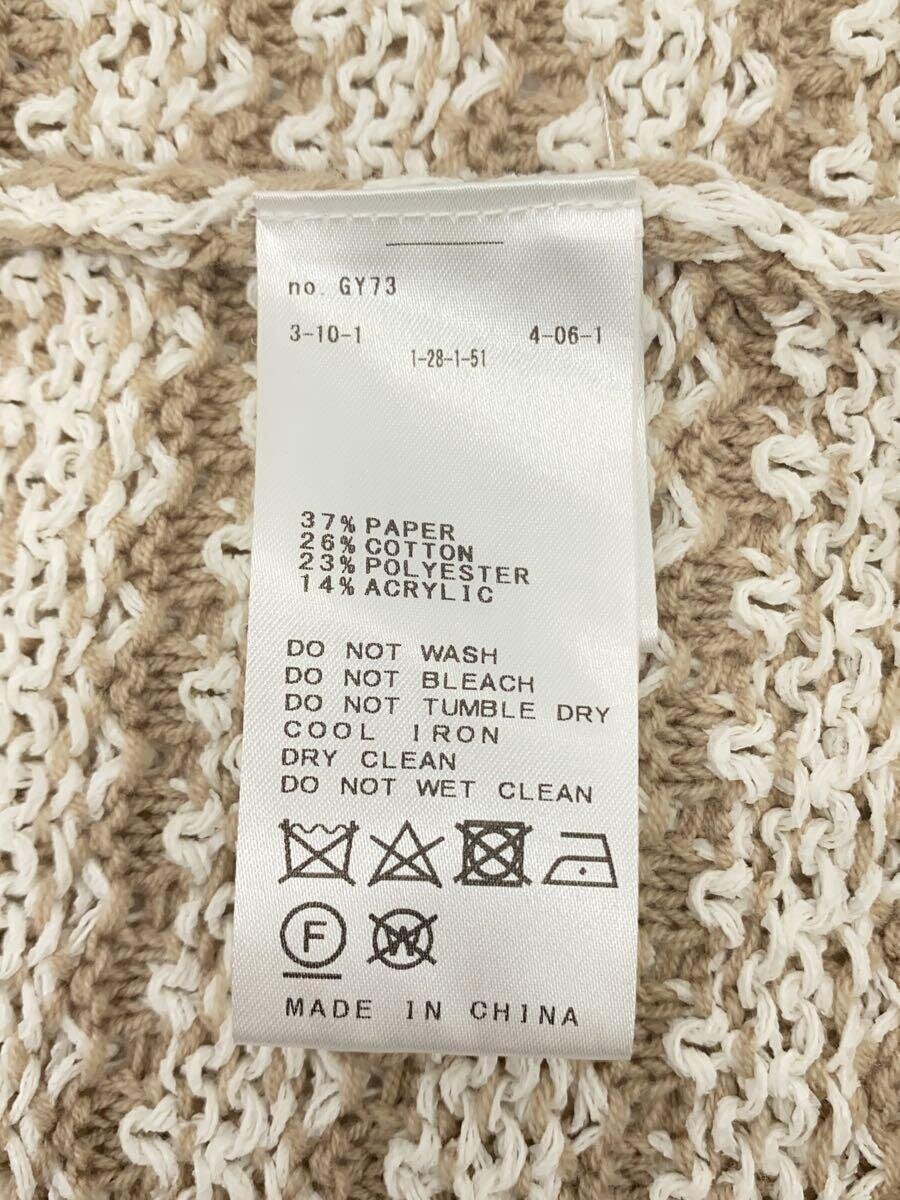 no. GY73
3-10-1 4-06-1
1-28-1-51
37% PAPER
26% COTTON
23% POLYESTER
14% ACRYLIC
DO NOT WASH
DO NOT BLEACH
DO NOT TUMBLE DRY
COOL IRON
DRY CLEAN
DO NOT WET CLEAN
F W
MADE IN CHINA